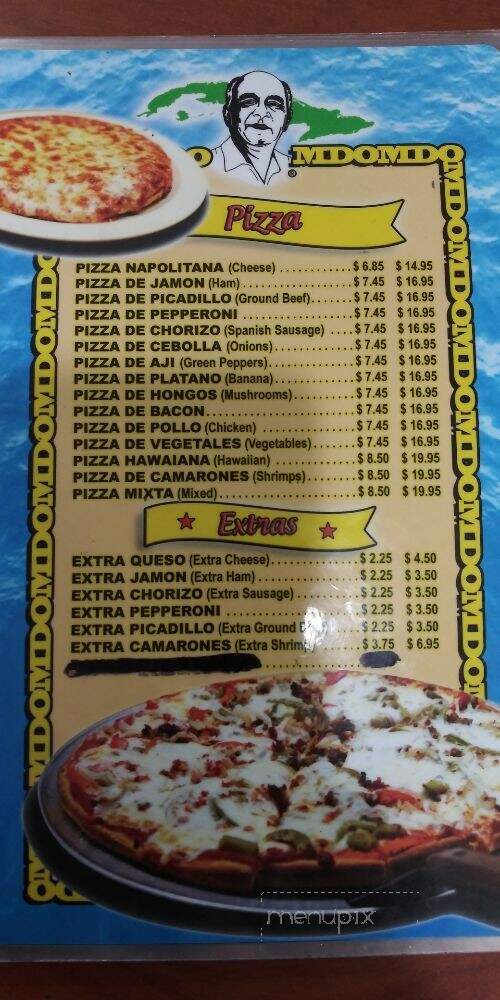 MDOMDO
Pizza
PIZZA NAPOLITANA (Cheese) ............ $ 6.85 $ 14.95
PIZZA DE JAMON (Ham) .................... $ 7.45 $ 16.95
PIZZA DE PICADILLO (Ground Beef)...... $ 7.45 $ 16.95
PIZZA DE PEPPERONI ..................... $ 7.45 $ 16.95
PIZZA DE CHORIZO (Spanish Sausage) .... $ 7.45 $ 16.95
PIZZA DE CEBOLLA (Onions)............... $ 7.45 $ 16.95
PIZZA DE AJI (Green Peppers)............. $ 7.45 $ 16.95
PIZZA DE PLATANO (Banana)............... $ 7.45 $ 16.95
PIZZA DE HONGOS (Mushrooms)........... $ 7.45 $ 16.95
PIZZA DE BACON........................... $ 7.45 $ 16.95
PIZZA DE POLLO (Chicken) ................ $ 7.45 $ 16.95
PIZZA DE VEGETALES (Vegetables)....... $ 7.45 $ 16.95
PIZZA HAWAIANA (Hawaiian) .............. $ 8.50 $ 19.95
PIZZA DE CAMARONES (Shrimps)......... $ 8.50 $ 19.95
PIZZA MIXTA (Mixed)....................... $ 8.50 $ 19.95
Extras
EXTRA QUESO (Extra Cheese)............... $ 2.25 $ 4.50
EXTRA JAMON (Extra Ham) ................. $ 2.25 $ 3.50
EXTRA CHORIZO (Extra Sausage) ........... $ 2.25 $ 3.50
EXTRA PEPPERONI ......................... $ 2.25 $ 3.50
EXTRA PICADILLO (Extra Ground ..... $ 2.25 $ 3.50
EXTRA CAMARONES (Extra Shrimp ..... $ 3.75 $ 6.95
menupix